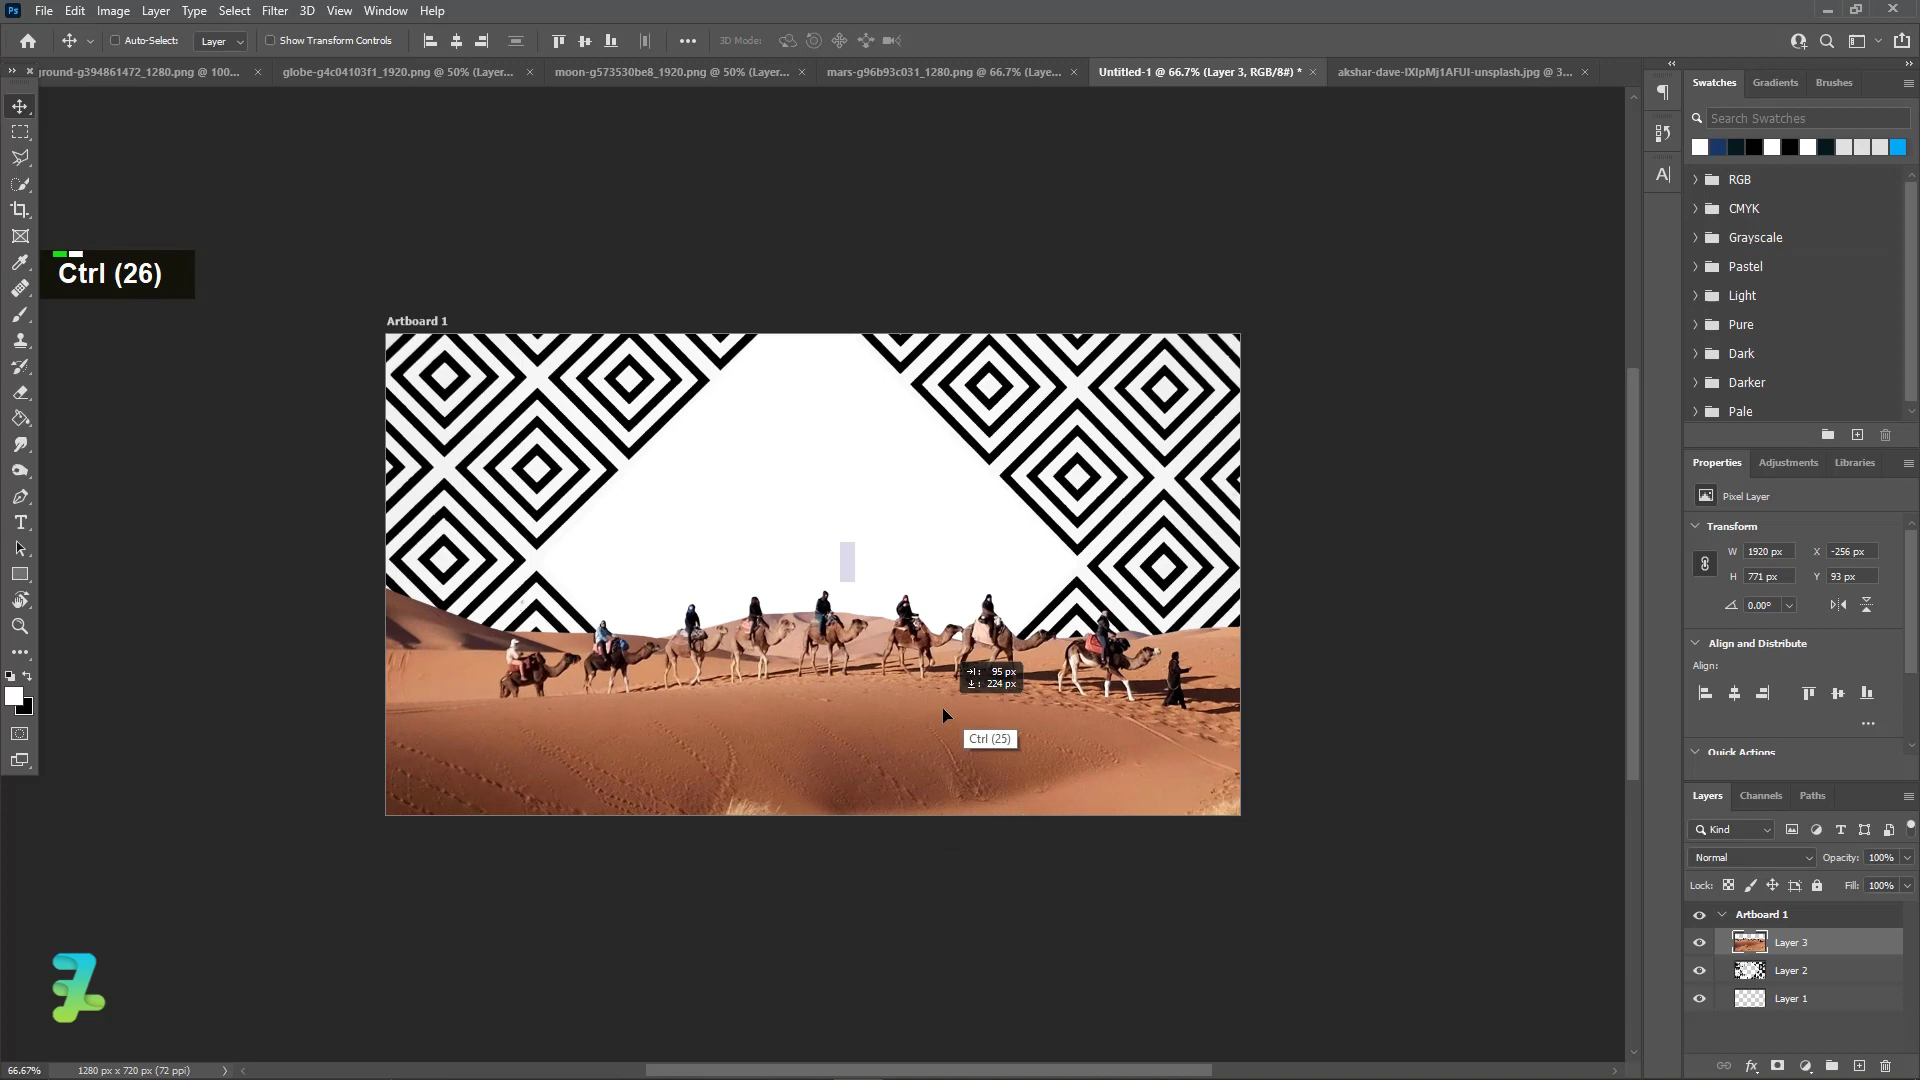 Ps File Edit Image Layer Type Select Filter 3D View Window Help
Auto-Select: Layer Show Transform Controls 3D Mode:
round-g394861472_1280.png @ 100... globe-g4c04103f1_1920.png @ 50% (Layer... moon-g573530be8_1920.png @ 50% (Layer... mars-g96b93c031_1280.png @ 66.7% (Laye... Untitled-1 @ 66.7% (Layer 3, RGB/8#) * akshar-dave-IXIpMj1AFUI-unsplash.jpg @ 3...
Swatches Gradients Brushes
Search Swatches
RGB
CMYK
Grayscale
Pastel
Light
Pure
Dark
Darker
Pale
Ctrl (26)
Artboard 1
95 px
224 px
Ctrl (25)
Properties Adjustments Libraries
Pixel Layer
Transform
W 1920 px X -256 px
H 771 px Y 93 px
0.00°
Align and Distribute
Align:
Quick Actions
Layers Channels Paths
Kind
Normal Opacity: 100%
Lock: Fill: 100%
Artboard 1
Layer 3
Layer 2
Layer 1
fx
66.67% 1280 px x 720 px (72 ppi)